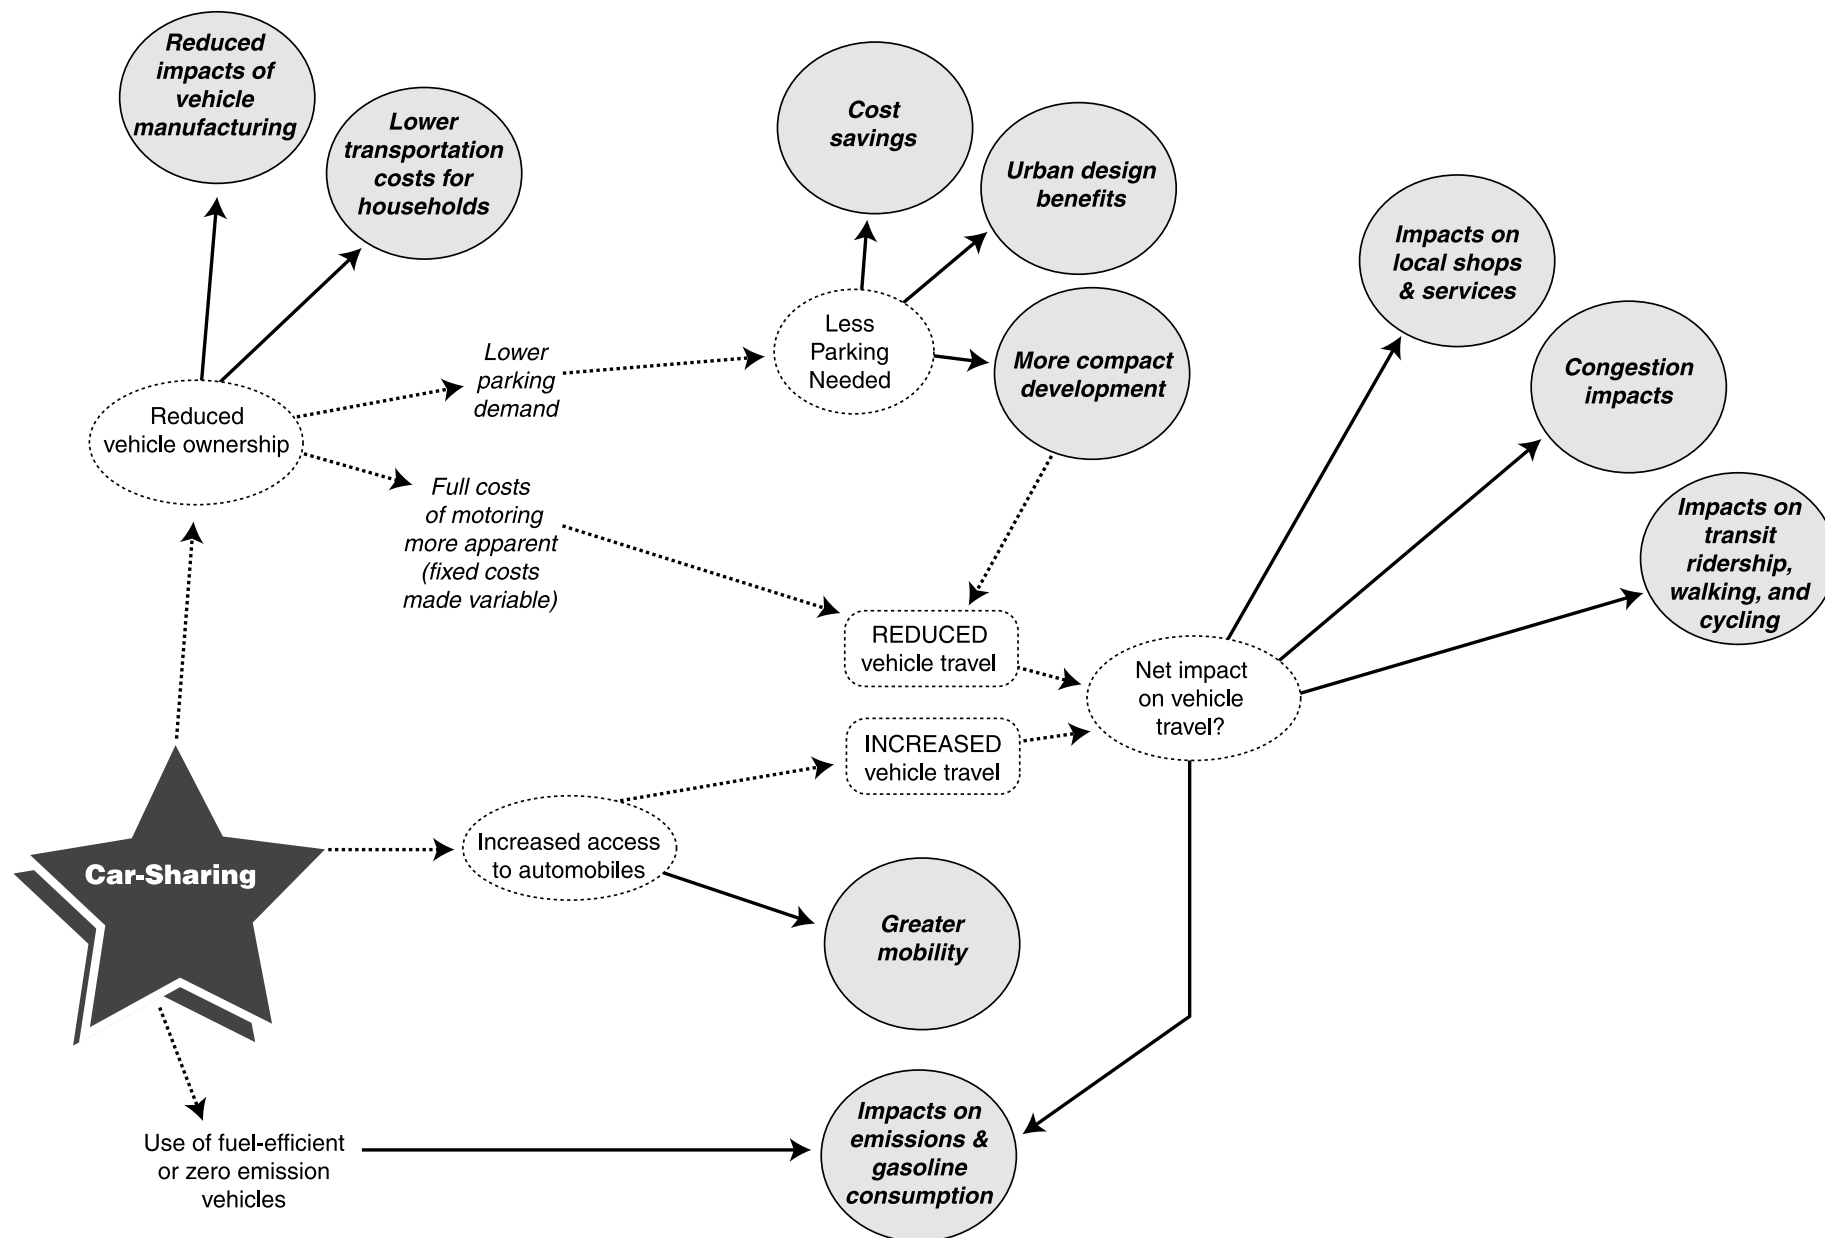 Reduced
impacts of
vehicle
manufacturing
Lower
transportation
costs for
households
Cost
savings
Urban design
benefits
Impacts on
local shops
& services
Less
Parking
Needed
Lower
parking
demand
More compact
development
Congestion
impacts
Reduced
vehicle ownership
Full costs
of motoring
more apparent
(fixed costs
made variable)
Impacts on
transit
ridership,
walking, and
cycling
REDUCED
vehicle travel
Net impact
on vehicle
travel?
INCREASED
vehicle travel
Car-Sharing
Increased access
to automobiles
Greater
mobility
Use of fuel-efficient
or zero emission
vehicles
Impacts on
emissions &
gasoline
consumption